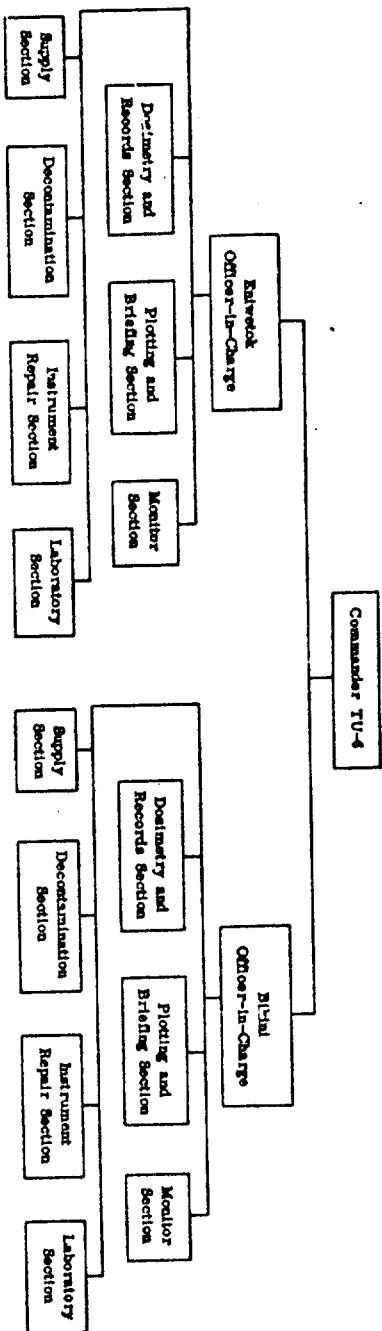 Commander TU-6
Eniwetok
Officer-in-Charge
Bikini
Officer-in-Charge
Dosimetry and
Records Section
Plotting and
Briefing Section
Monitor
Section
Dosimetry and
Records Section
Plotting and
Briefing Section
Monitor
Section
Supply
Section
Decontamination
Section
Instrument
Repair Section
Laboratory
Section
Supply
Section
Decontamination
Section
Instrument
Repair Section
Laboratory
Section